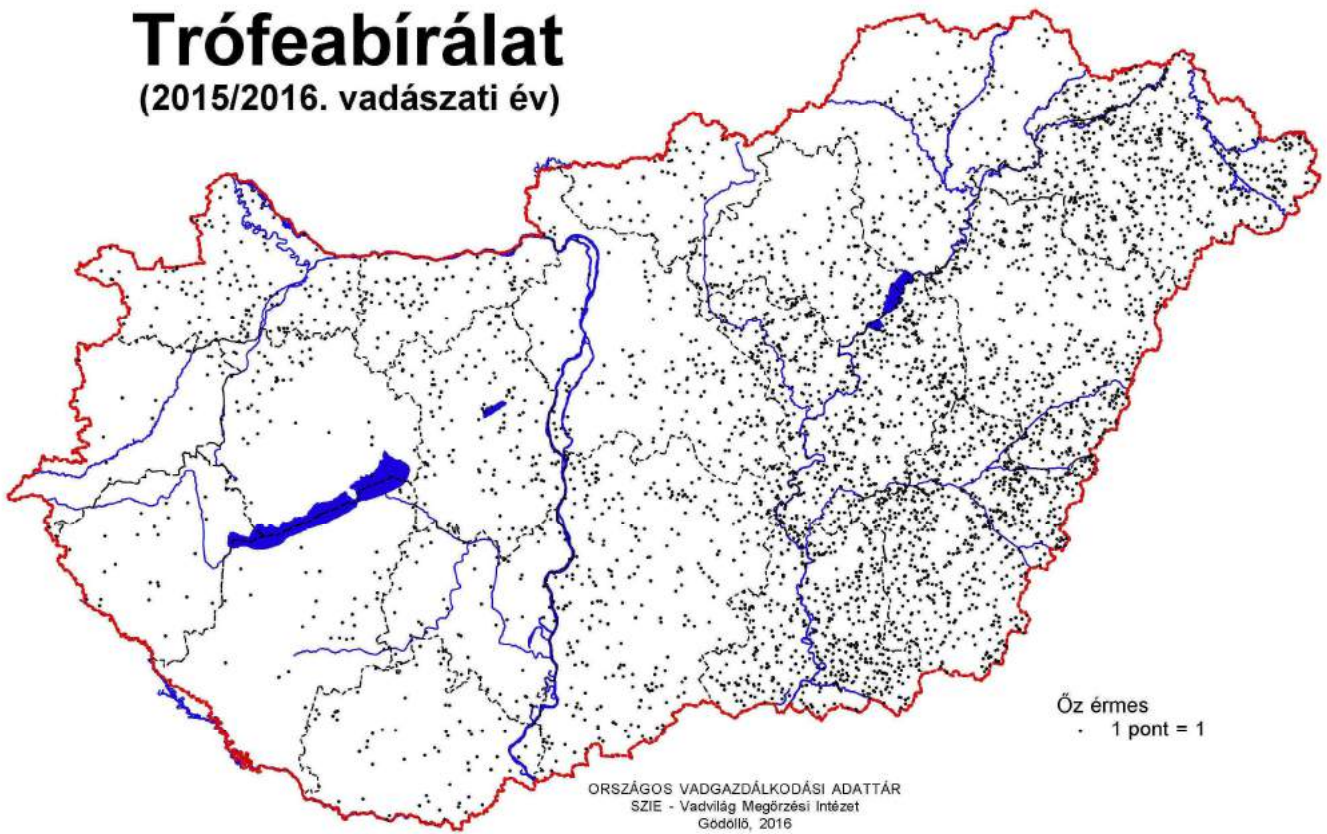 Trófeabírálat
(2015/2016. vadászati év)
Őz érmes
1 pont = 1
ORSZÁGOS VADGAZDÁLKODÁSI ADATTÁR
SZIE - Vadvilág Megőrzési Intézet
Gödöllő, 2016